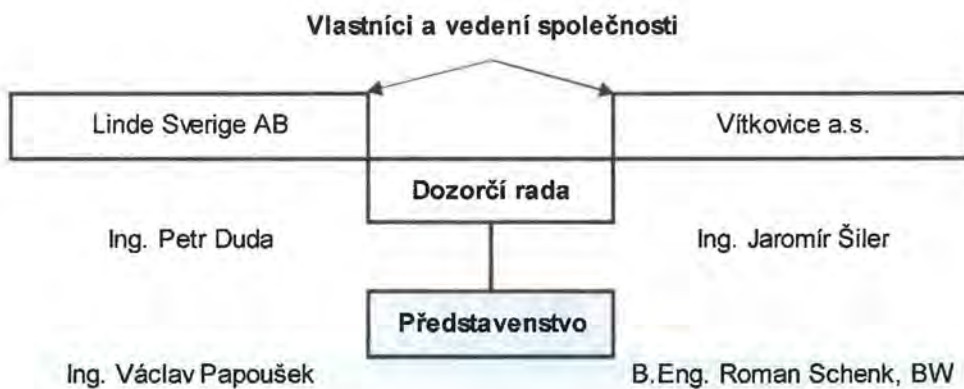 Vlastníci a vedení společnosti
Linde Sverige AB
Vítkovice a.s.
Dozorčí rada
Ing. Petr Duda
Ing. Jaromír Šiler
Představenstvo
Ing. Václav Papoušek
B.Eng. Roman Schenk, BW